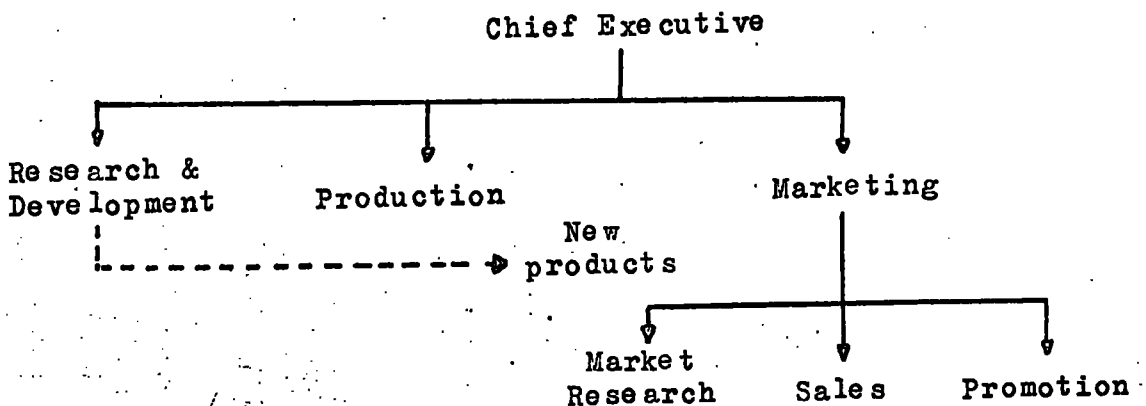 Chief Executive
Research &
Development
Production
Marketing
New
products
Market
Research
Sales
Promotion